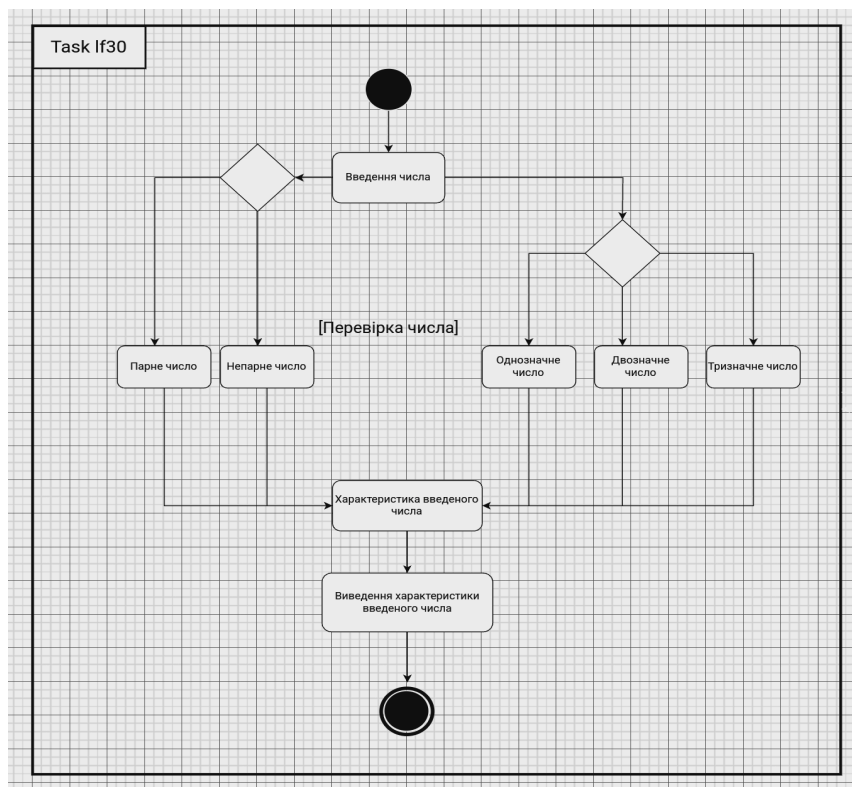 Task If30
Введення числа
[Перевірка числа]
Парне число
Непарне число
Однозначне
число
Двозначне
число
Тризначне число
Характеристика введеного
числа
Виведення характеристики
введеного числа